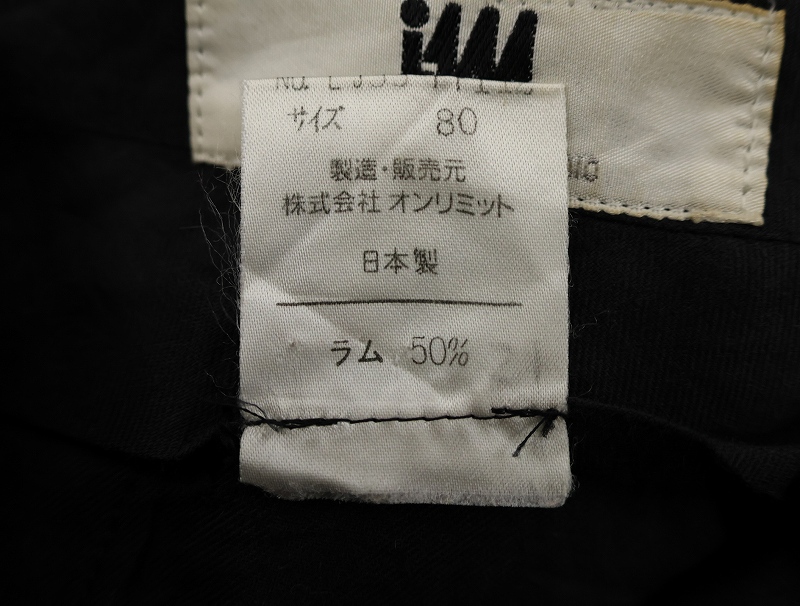 サイズ 80
製造・販売元
株式会社 オンリミット
日本製
ラム 50%